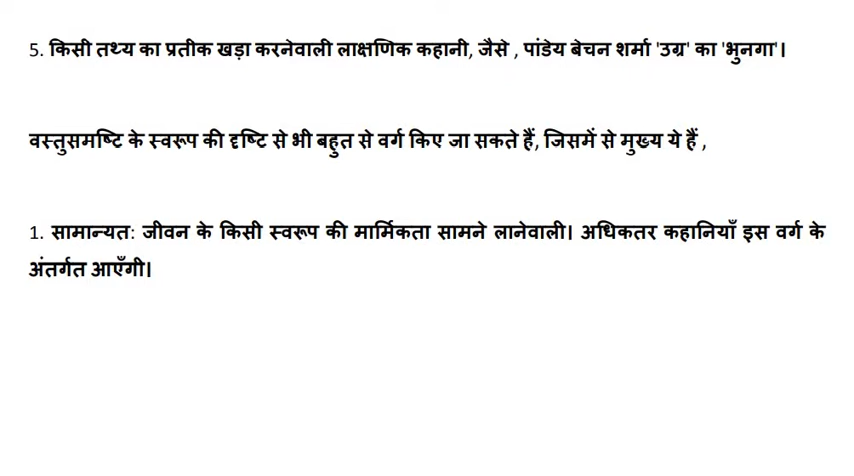 5. किसी तथ्य का प्रतीक खड़ा करनेवाली लाक्षणिक कहानी, जैसे , पांडेय बेचन शर्मा 'उग्र' का 'भुनगा'।
वस्तुसमष्टि के स्वरूप की दृष्टि से भी बहुत से वर्ग किए जा सकते हैं, जिसमें से मुख्य ये हैं ,
1. सामान्यत: जीवन के किसी स्वरूप की मार्मिकता सामने लानेवाली। अधिकतर कहानियाँ इस वर्ग के
अंतर्गत आएँगी।